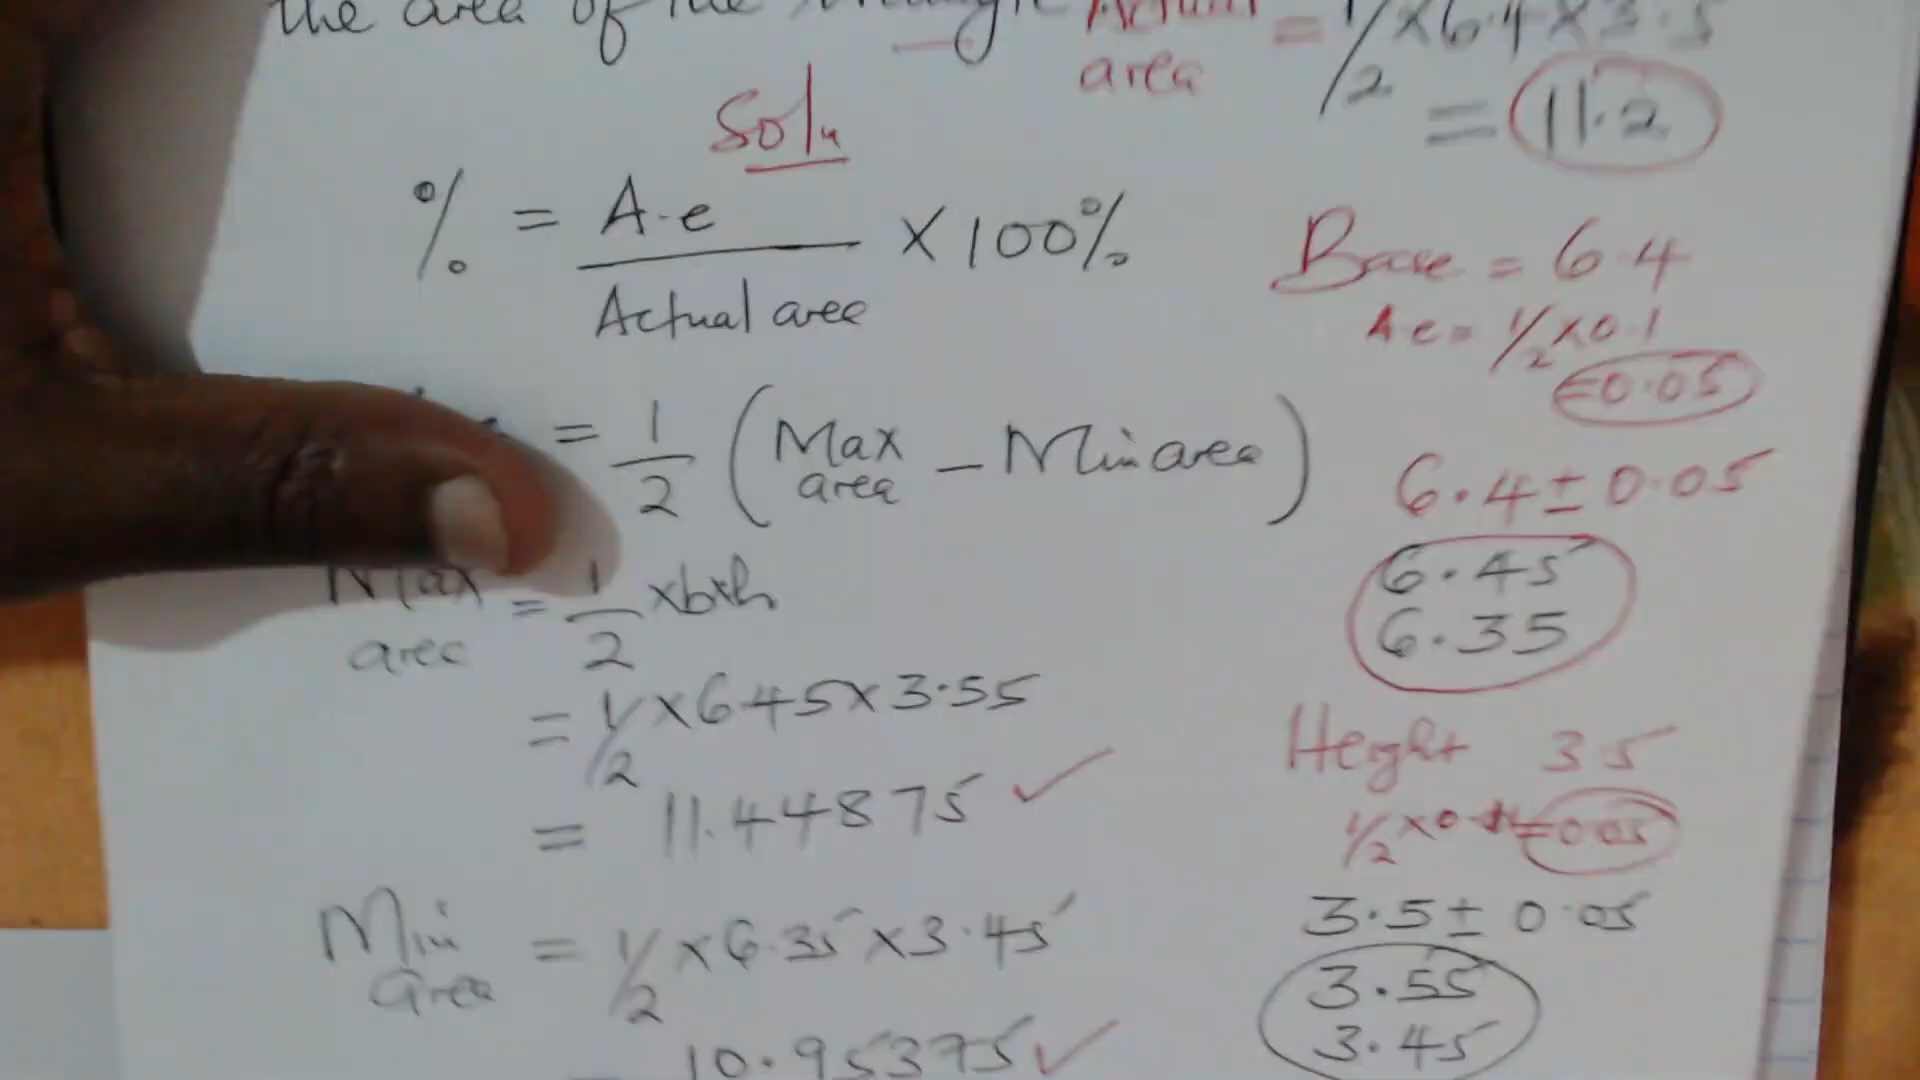 the area of the triangle Actual area = 1/2 × 6.4 × 3.5
= 11.2
Soln
% = A.e / Actual area × 100%
= 1/2 (Max area - Min area)
Max area = 1/2 × b × h
= 1/2 × 6.45 × 3.55
= 11.44875 ✓
Min area = 1/2 × 6.35 × 3.45
10.95375 ✓
Base = 6.4
A.e = 1/2 × 0.1
= 0.05
6.4 ± 0.05
6.45
6.35
Height 3.5
1/2 × 0.1 = 0.05
3.5 ± 0.05
3.55
3.45